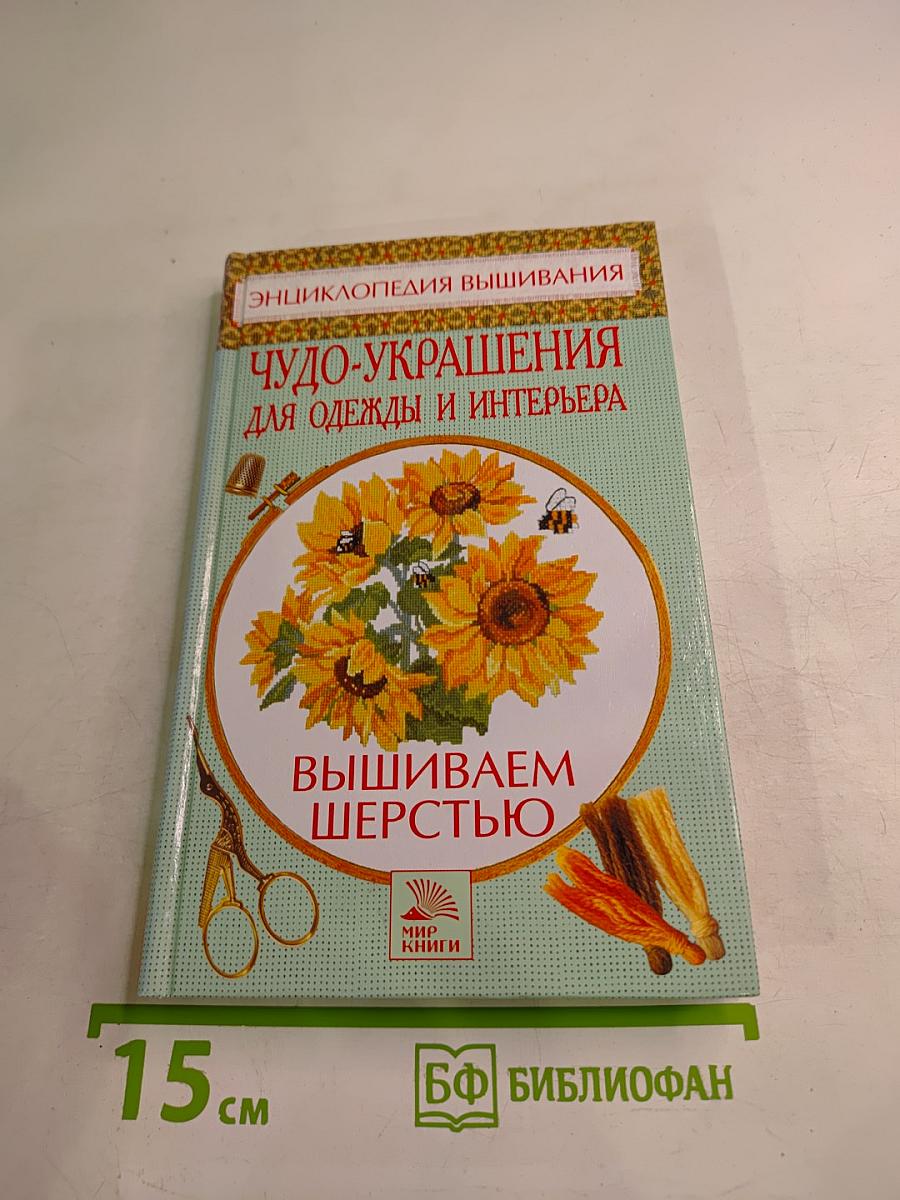 ЭНЦИКЛОПЕДИЯ ВЫШИВАНИЯ
ЧУДО-УКРАШЕНИЯ
ДЛЯ ОДЕЖДЫ И ИНТЕРЬЕРА
ВЫШИВАЕМ
ШЕРСТЬЮ
МИР
КНИГИ
15 см
БФ БИБЛИОФАН